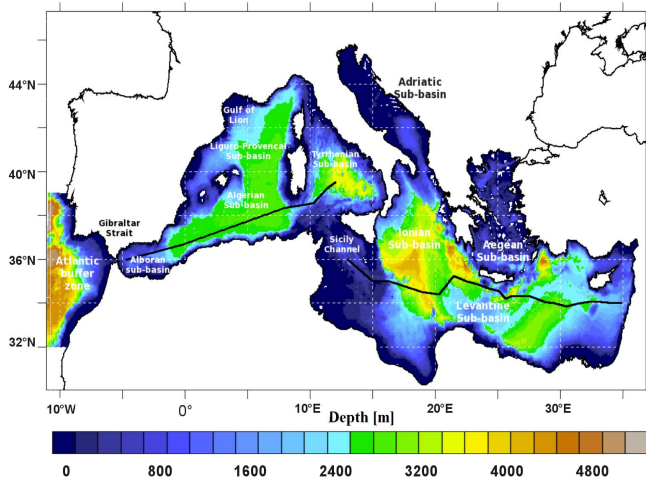 44°N
40°N
36°N
32°N
Adriatic
Sub-basin
Gulf of
Lion
Liguro-Provencal
Sub-basin
Tyrrhenian
Sub-basin
Algerian
Sub-basin
Gibraltar
Strait
Alboran
sub-basin
Atlantic
buffer
zone
Sicily
Channel
Ionian
Sub-basin
Aegean
Sub-basin
Levantine
Sub-basin
10°W 0° 10°E 20°E 30°E
Depth [m]
0 800 1600 2400 3200 4000 4800